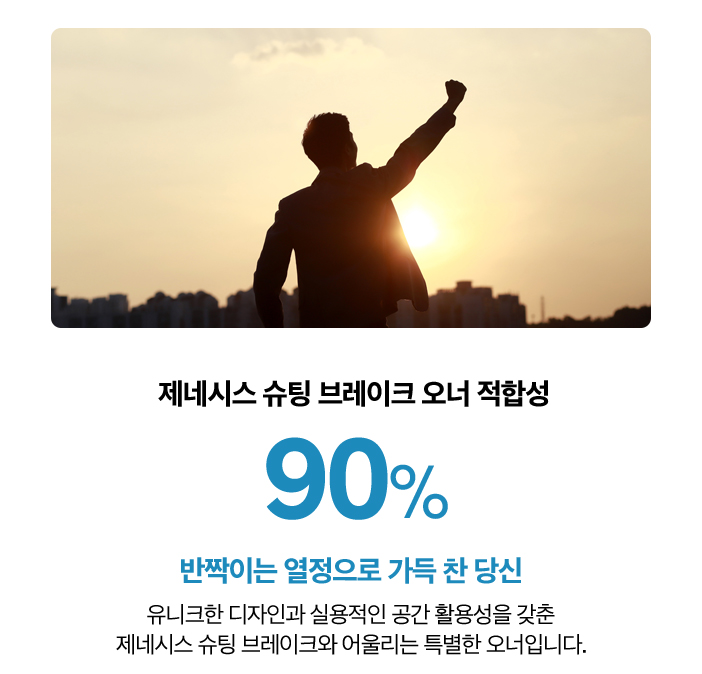 제네시스 슈팅 브레이크 오너 적합성
90%
반짝이는 열정으로 가득 찬 당신
유니크한 디자인과 실용적인 공간 활용성을 갖춘
제네시스 슈팅 브레이크와 어울리는 특별한 오너입니다.